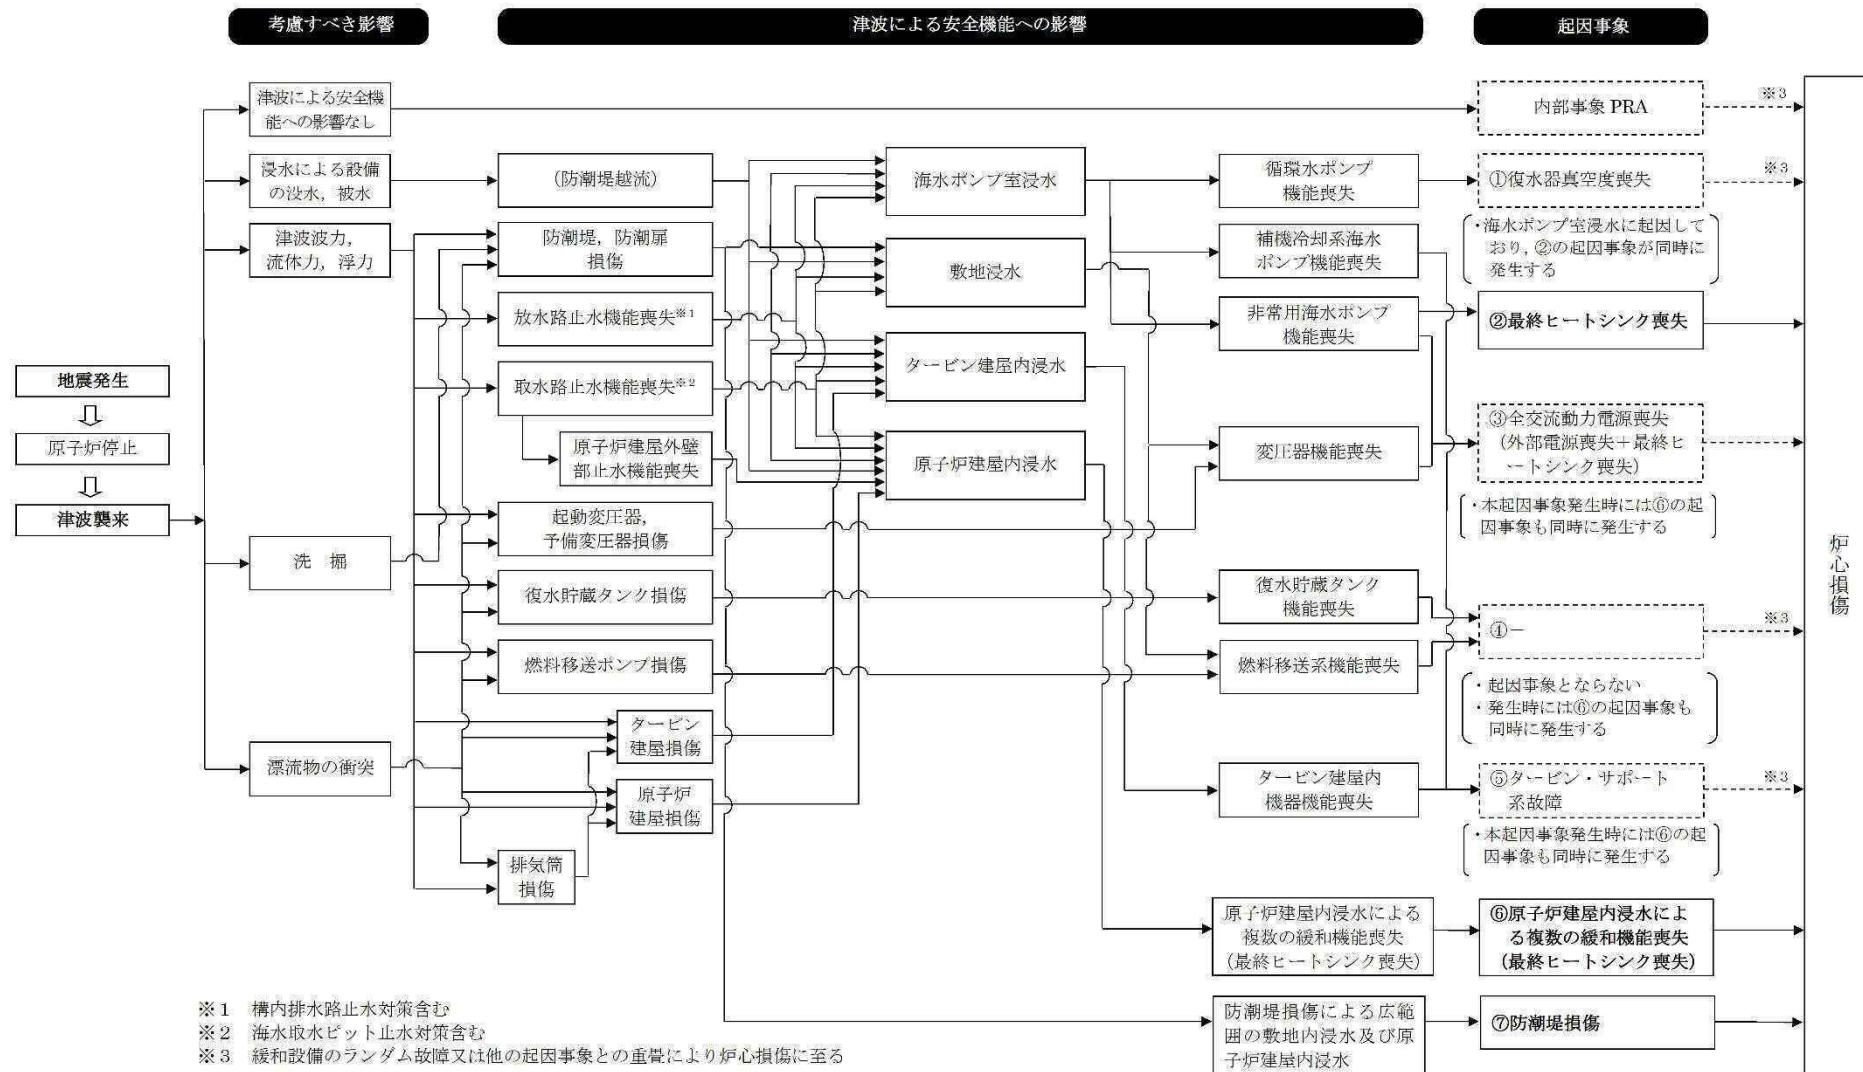 考慮すべき影響
津波による安全機能への影響
起因事象
地震発生
原子炉停止
津波襲来
津波による安全機
能への影響なし
浸水による設備
の没水，被水
津波波力，
流体力，浮力
洗　掘
漂流物の衝突
（防潮堤越流）
防潮堤，防潮扉
損傷
放水路止水機能喪失※1
取水路止水機能喪失※2
原子炉建屋外壁
部止水機能喪失
起動変圧器，
予備変圧器損傷
復水貯蔵タンク損傷
燃料移送ポンプ損傷
タービン
建屋損傷
原子炉
建屋損傷
排気筒
損傷
海水ポンプ室浸水
敷地浸水
タービン建屋内浸水
原子炉建屋内浸水
循環水ポンプ
機能喪失
補機冷却系海水
ポンプ機能喪失
非常用海水ポンプ
機能喪失
変圧器機能喪失
復水貯蔵タンク
機能喪失
燃料移送系機能喪失
タービン建屋内
機器機能喪失
原子炉建屋内浸水による
複数の緩和機能喪失
（最終ヒートシンク喪失）
防潮堤損傷による広範
囲の敷地内浸水及び原
子炉建屋内浸水
内部事象 PRA
※3
①復水器真空度喪失
※3
・海水ポンプ室浸水に起因して
おり，②の起因事象が同時に
発生する
②最終ヒートシンク喪失
③全交流動力電源喪失
（外部電源喪失＋最終ヒ
ートシンク喪失）
・本起因事象発生時には⑥の起
因事象も同時に発生する
④－
※3
・起因事象とならない
・発生時には⑥の起因事象も
同時に発生する
⑤タービン・サポート
系故障
※3
・本起因事象発生時には⑥の起
因事象も同時に発生する
⑥原子炉建屋内浸水によ
る複数の緩和機能喪失
（最終ヒートシンク喪失）
⑦防潮堤損傷
炉心損傷
※1　構内排水路止水対策含む
※2　海水取水ピット止水対策含む
※3　緩和設備のランダム故障又は他の起因事象との重畳により炉心損傷に至る